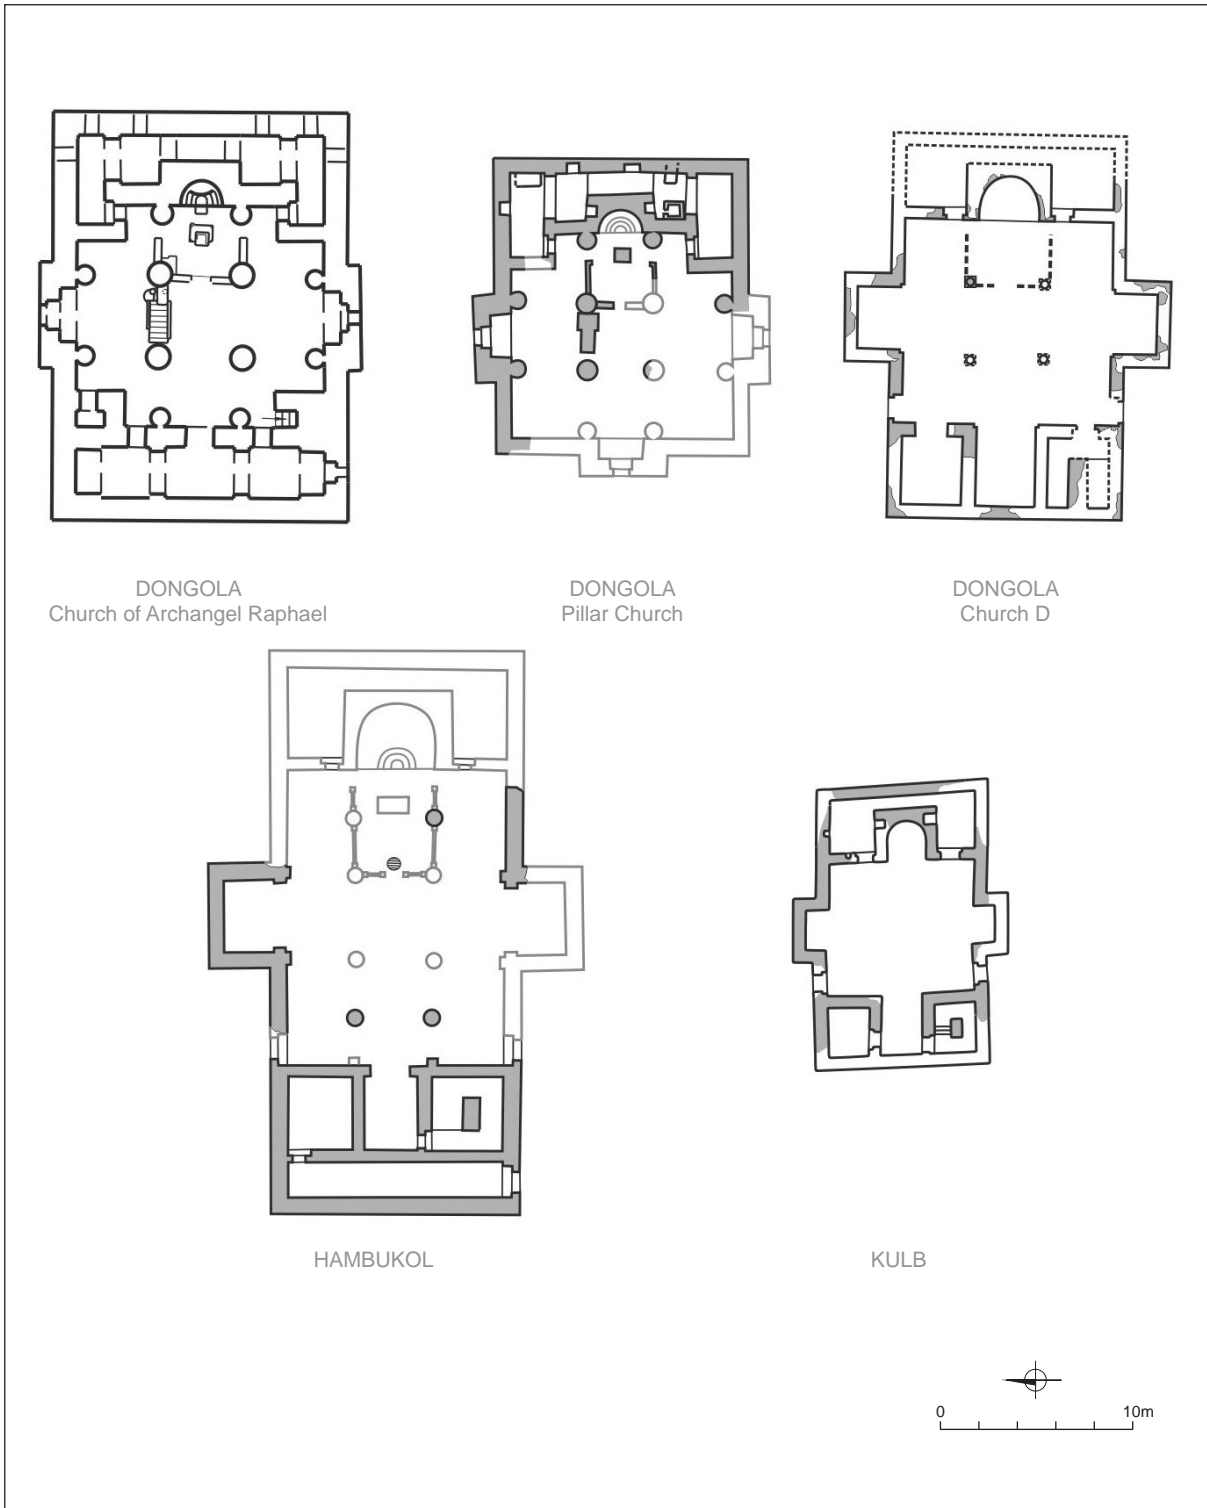 DONGOLA
Church of Archangel Raphael
DONGOLA
Pillar Church
DONGOLA
Church D
HAMBUKOL
KULB
0
10m